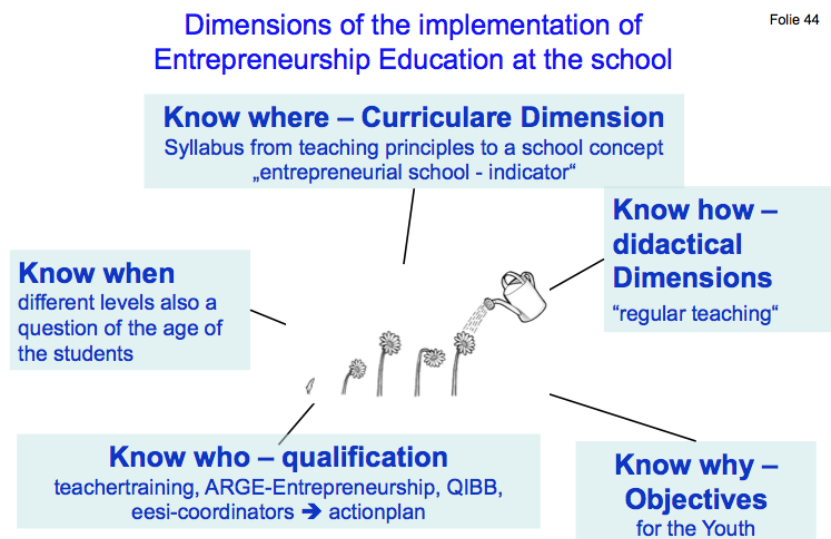 Dimensions of the implementation of
Entrepreneurship Education at the school
Folie 44
Know where – Curriculare Dimension
Syllabus from teaching principles to a school concept
„entrepreneurial school - indicator“
Know how –
didactical
Dimensions
“regular teaching“
Know when
different levels also a
question of the age of
the students
Know who – qualification
teachertraining, ARGE-Entrepreneurship, QIBB,
eesi-coordinators ➔ actionplan
Know why –
Objectives
for the Youth